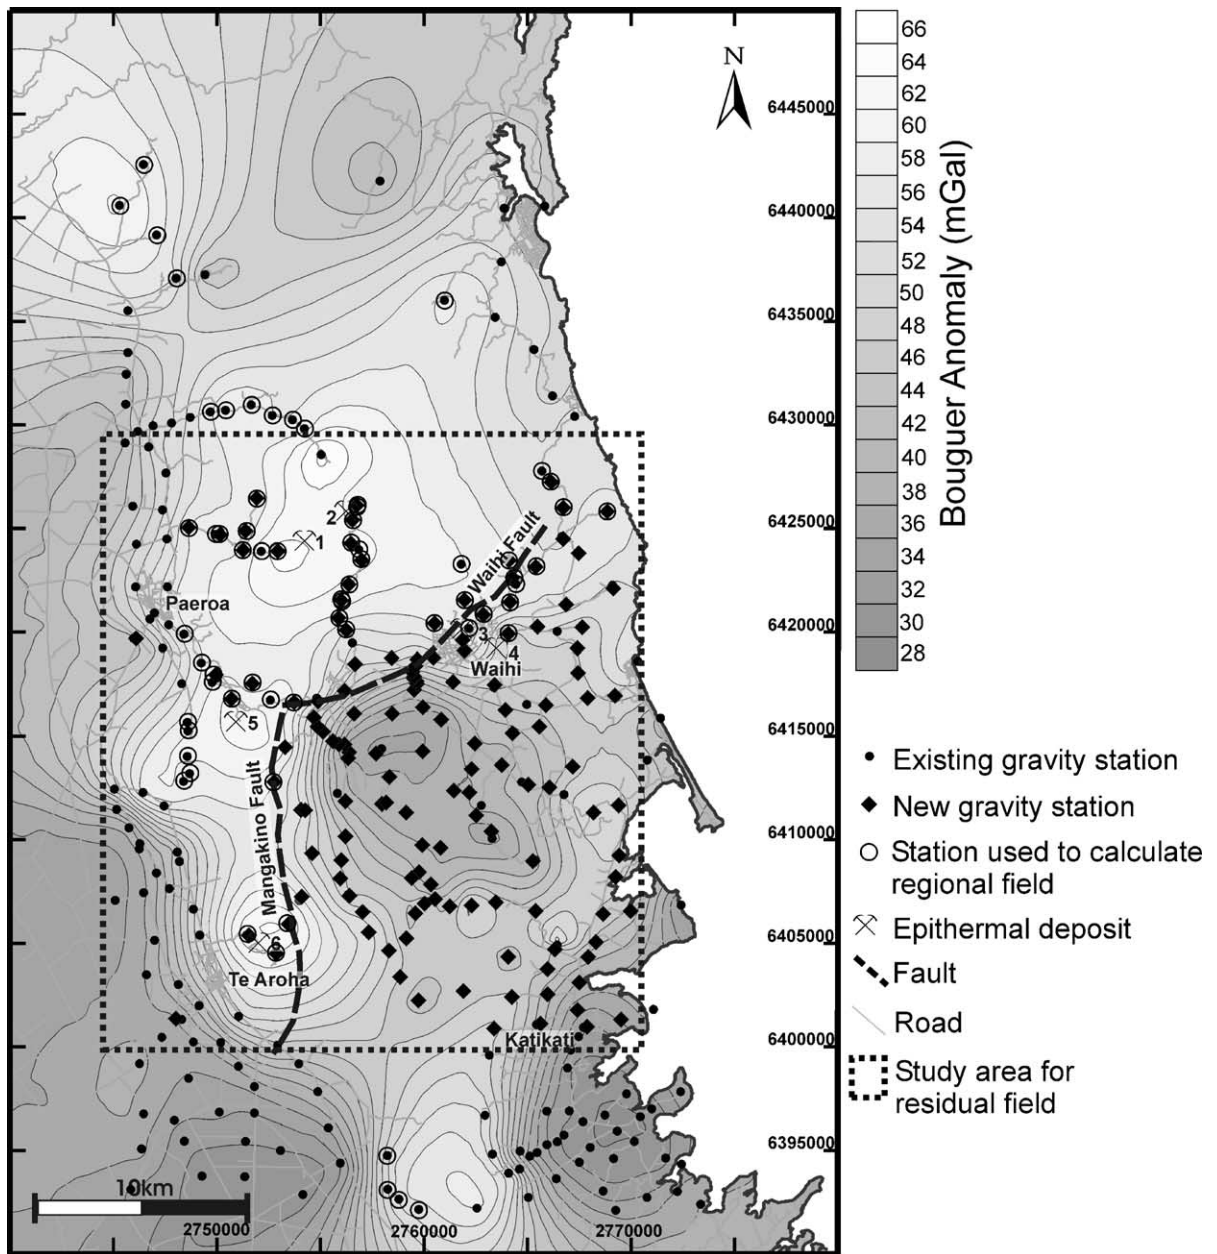 N
6445000
6440000
6435000
6430000
6425000
6420000
6415000
6410000
6405000
6400000
6395000
2750000
2760000
2770000
10km
1
2
3
4
5
6
Paeroa
Waihi Fault
Waihi
Mangakino Fault
Te Aroha
Katikati
66
64
62
60
58
56
54
52
50
48
46
44
42
40
38
36
34
32
30
28
Bouguer Anomaly (mGal)
Existing gravity station
New gravity station
Station used to calculate
regional field
Epithermal deposit
Fault
Road
Study area for
residual field